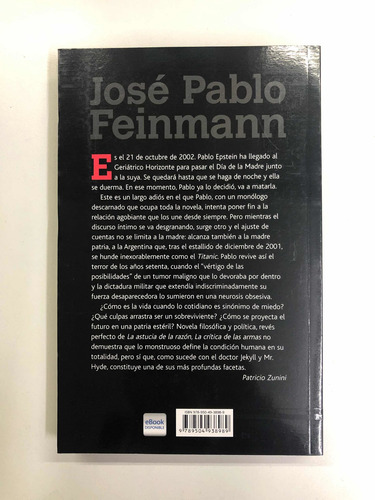 José Pablo
Feinmann
Es el 21 de octubre de 2002. Pablo Epstein ha llegado al
Geriátrico Horizonte para pasar el Día de la Madre junto
a la suya. Se quedará hasta que se haga de noche y ella
se duerma. En ese momento, Pablo ya lo decidió, va a matarla.
Este es un largo adiós en el que Pablo, con un monólogo
descarnado que ocupa toda la novela, intenta poner fin a la
relación agobiante que los une desde siempre. Pero mientras el
discurso íntimo se va desgranando, surge otro y el ajuste de
cuentas no se limita a la madre: alcanza también a la madre
patria, a la Argentina que, tras el estallido de diciembre de 2001,
se hunde inexorablemente como el Titanic. Pablo revive así el
terror de los años setenta, cuando el "vértigo de las
posibilidades" de un tumor maligno que lo devoraba por dentro
y la dictadura militar que extendía indiscriminadamente su
fuerza desaparecedora lo sumieron en una neurosis obsesiva.
¿Cómo es la vida cuando lo cotidiano es sinónimo de miedo?
¿Qué culpas arrastra un sobreviviente? ¿Cómo se proyecta el
futuro en una patria estéril? Novela filosófica y política, revés
perfecto de La astucia de la razón, La crítica de las armas no
demuestra que lo monstruoso define la condición humana en su
totalidad, pero sí que, como sucede con el doctor Jekyll y Mr.
Hyde, constituye una de sus más profundas facetas.
Patricio Zunini
eBook
DISPONIBLE
ISBN 978-950-49-3898-9
9 789504 938989